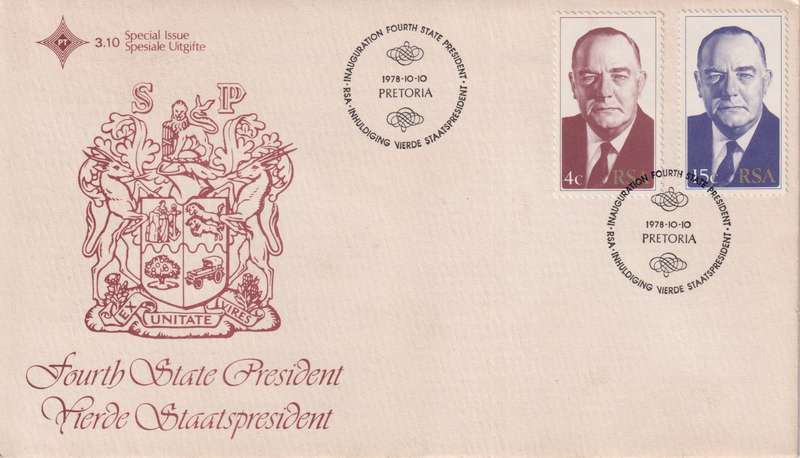 PT
3.10 Special Issue
Spesiale Uitgifte
S P
EX UNITATE VIRES
Fourth State President
Vierde Staatspresident
· INAUGURATION FOURTH STATE PRESIDENT ·
RSA · INHULDIGING VIERDE STAATSPRESIDENT
1978-10-10
PRETORIA
4c RSA
15c RSA
· INAUGURATION FOURTH STATE PRESIDENT ·
RSA · INHULDIGING VIERDE STAATSPRESIDENT
1978-10-10
PRETORIA